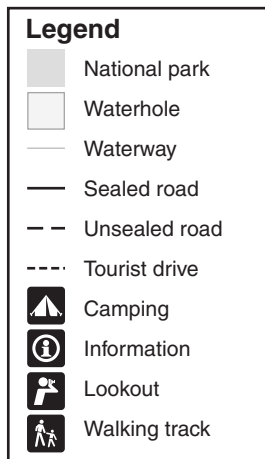 Legend
National park
Waterhole
Waterway
Sealed road
Unsealed road
Tourist drive
Camping
Information
Lookout
Walking track